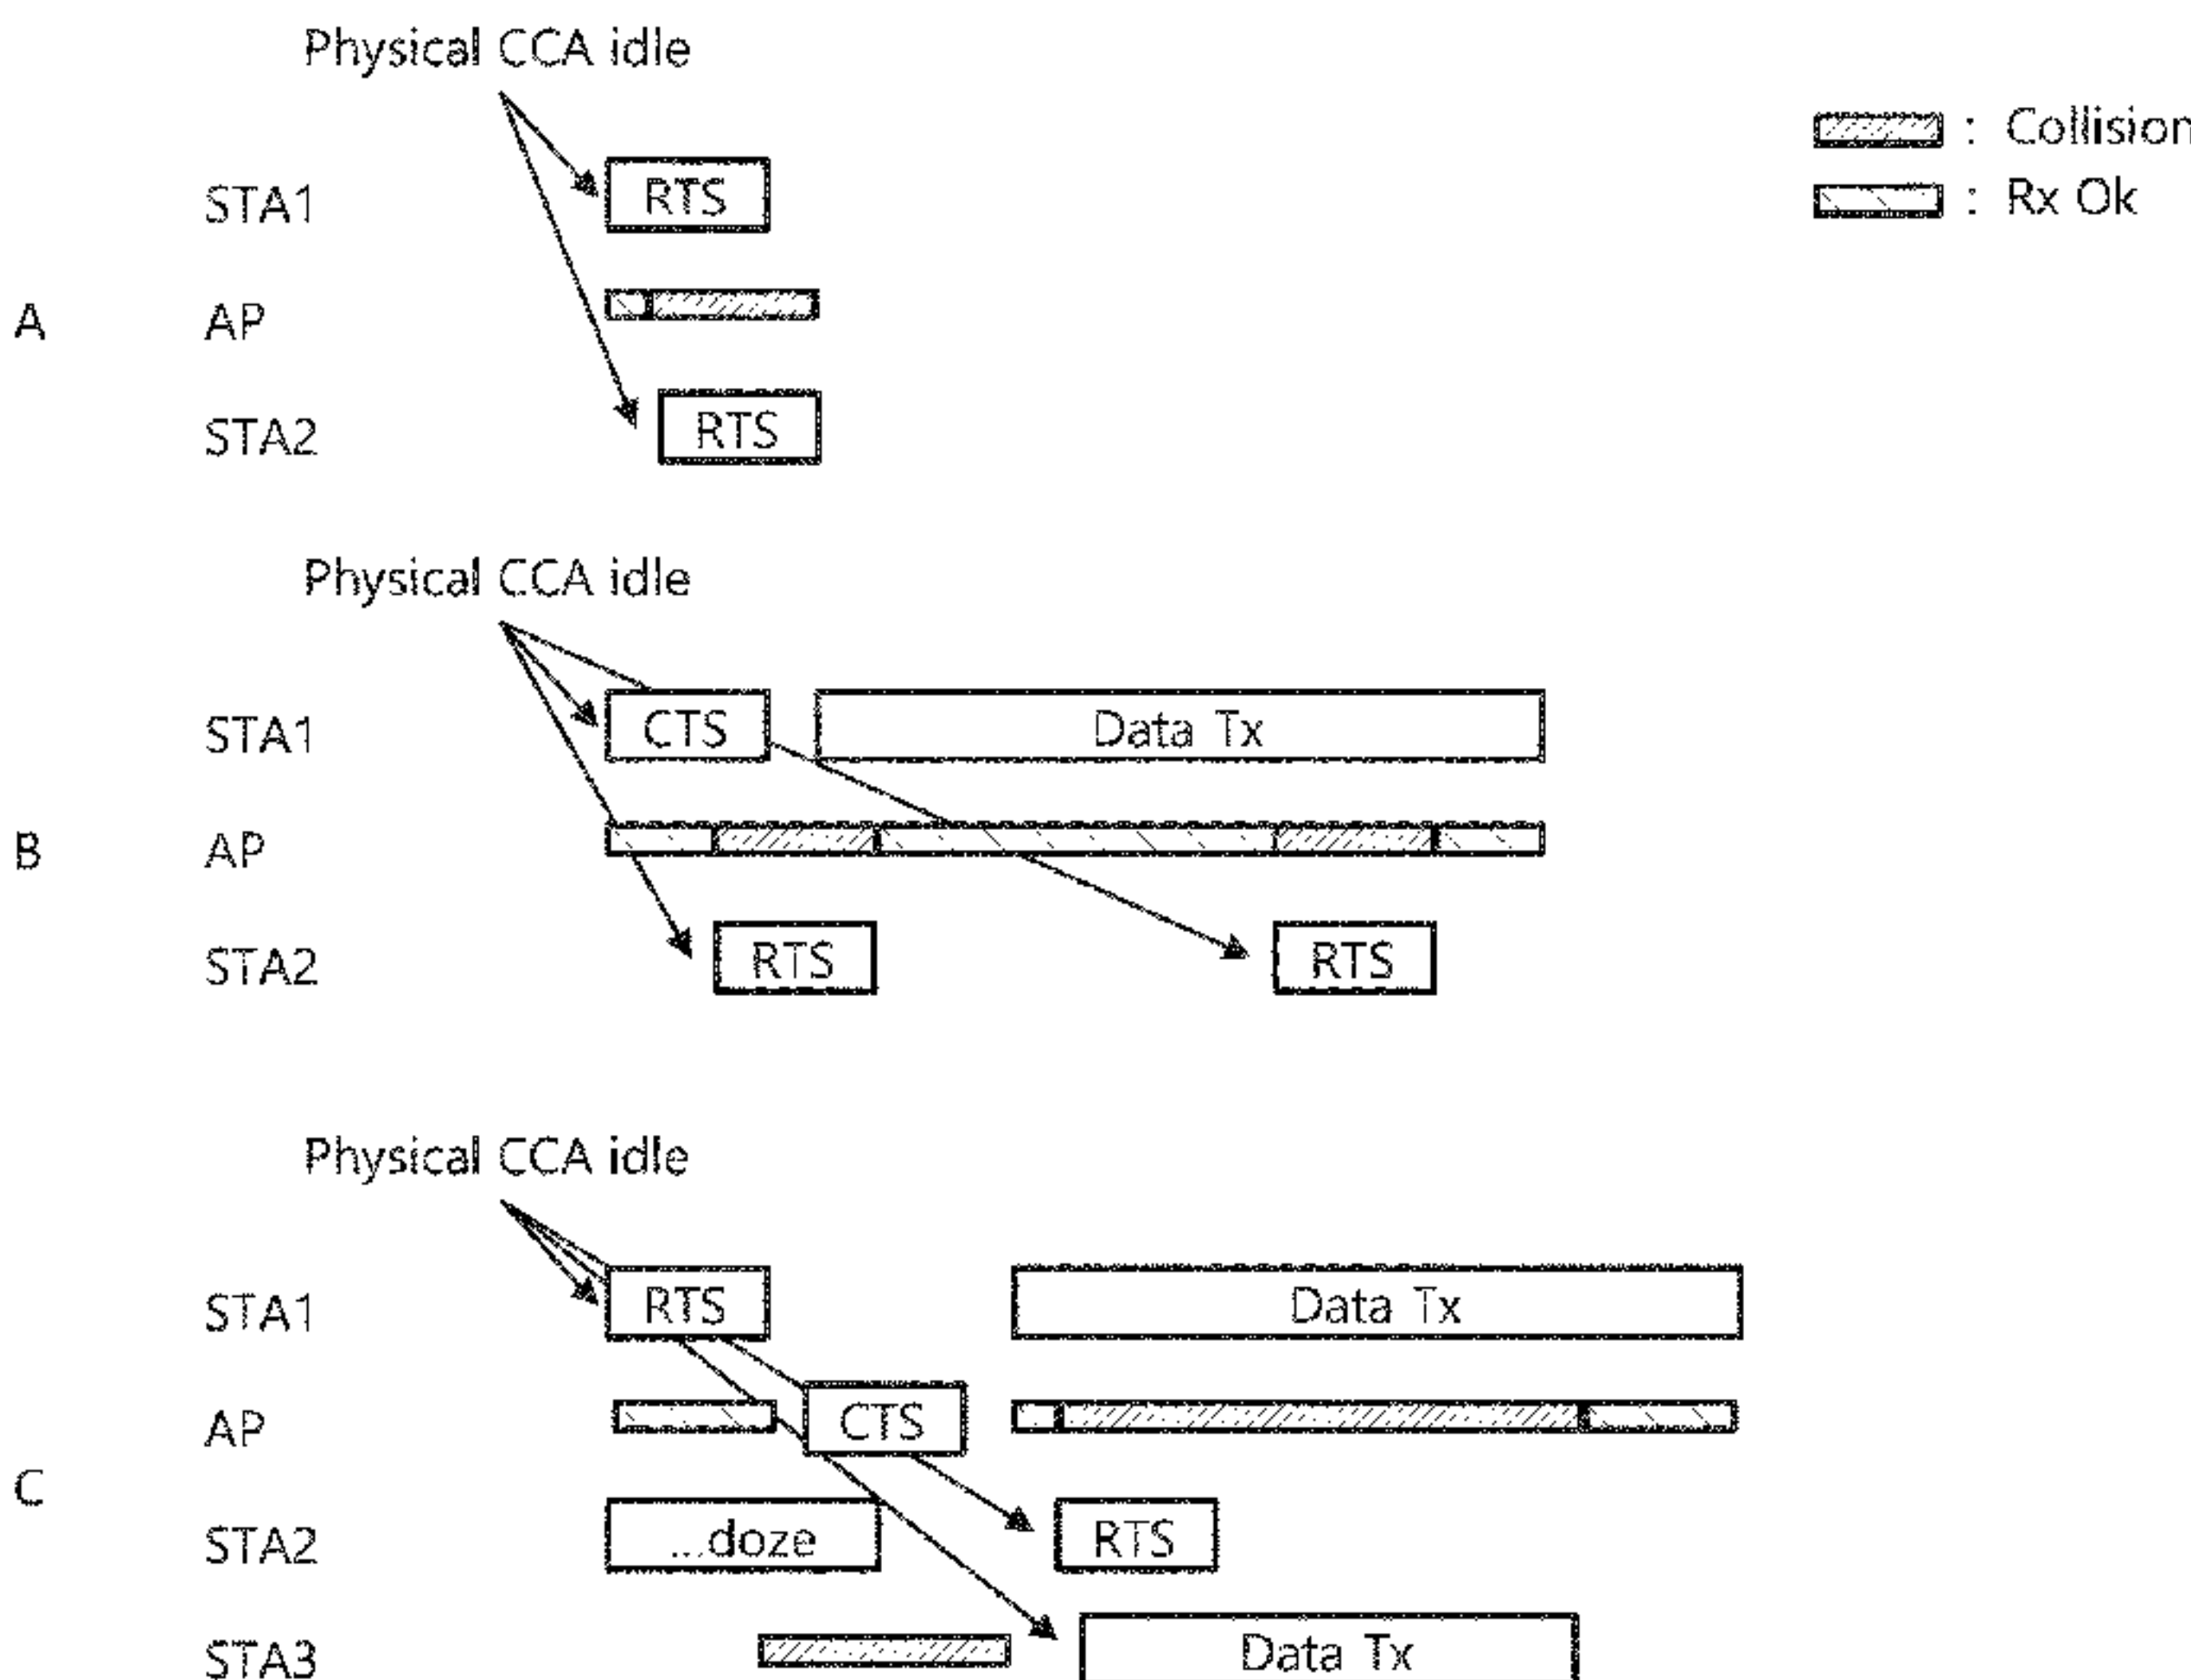 Physical CCA idle
: Collision
STA1 RTS
: Rx Ok
A AP
STA2 RTS
Physical CCA idle
STA1 CTS Data Tx
B AP
STA2 RTS RTS
Physical CCA idle
STA1 RTS Data Tx
AP CTS
C
STA2 ...doze RTS
STA3 Data Tx